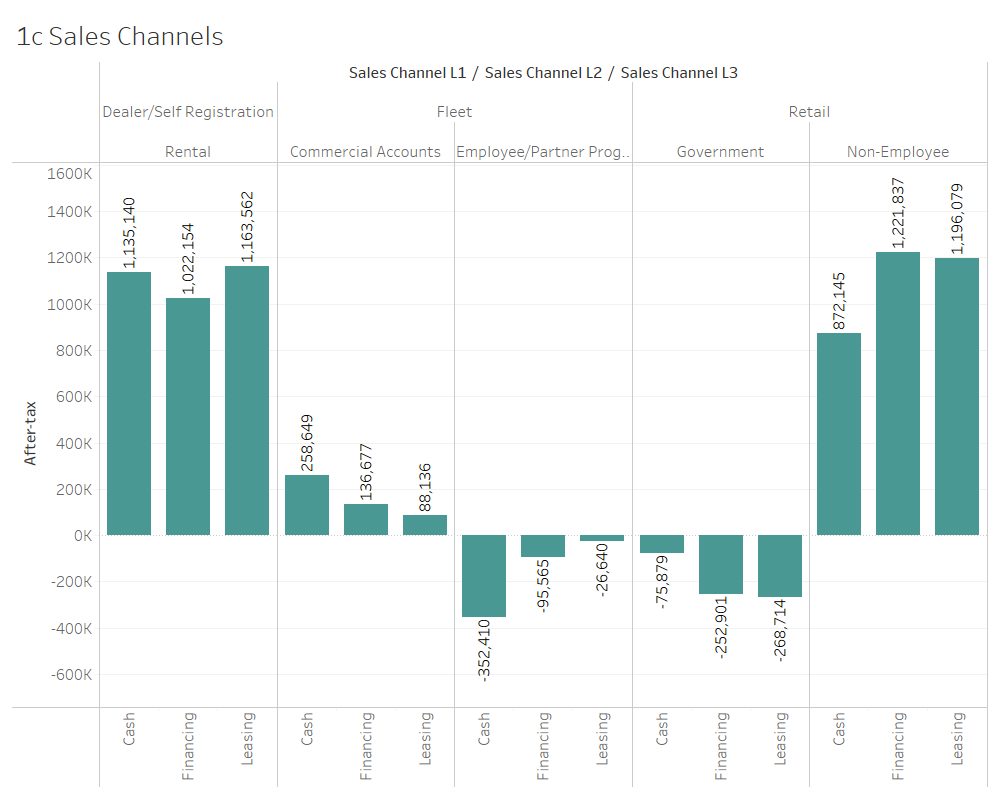 1c Sales Channels
Sales Channel L1 / Sales Channel L2 / Sales Channel L3
Dealer/Self Registration Fleet Retail
Rental Commercial Accounts Employee/Partner Prog.. Government Non-Employee
After-tax
1600K
1400K
1200K
1000K
800K
600K
400K
200K
0K
-200K
-400K
-600K
1,135,140
1,022,154
1,163,562
258,649
136,677
88,136
-352,410
-95,565
-26,640
-75,879
-252,901
-268,714
872,145
1,221,837
1,196,079
Cash
Financing
Leasing
Cash
Financing
Leasing
Cash
Financing
Leasing
Cash
Financing
Leasing
Cash
Financing
Leasing